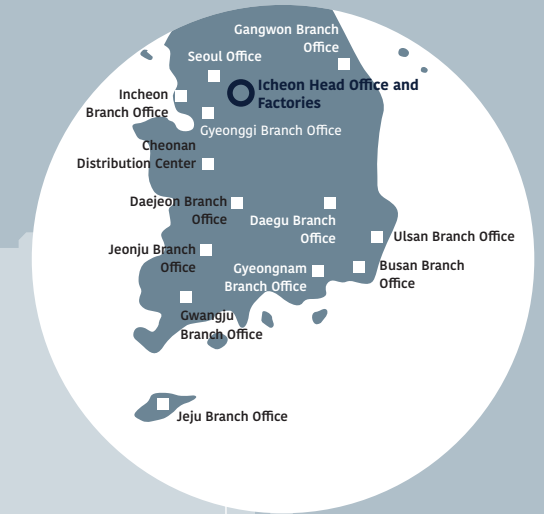 Gangwon Branch
Office
Seoul Office
Icheon Head Office and
Factories
Incheon
Branch Office
Gyeonggi Branch Office
Cheonan
Distribution Center
Daejeon Branch
Office
Daegu Branch
Office
Ulsan Branch Office
Jeonju Branch
Office
Gyeongnam
Branch Office
Busan Branch
Office
Gwangju
Branch Office
Jeju Branch Office